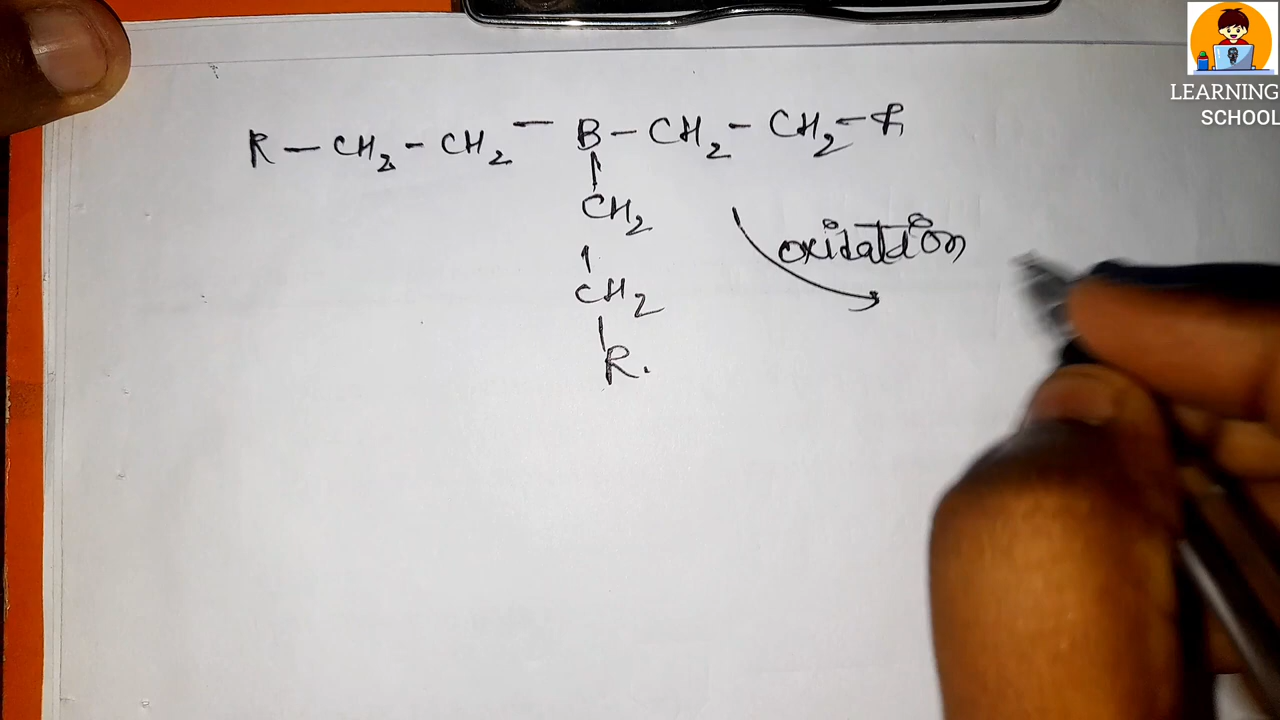 R — CH2 - CH2 — B — CH2 - CH2 - R
|
CH2
|
CH2
|
R.
oxidation
LEARNING
SCHOOL